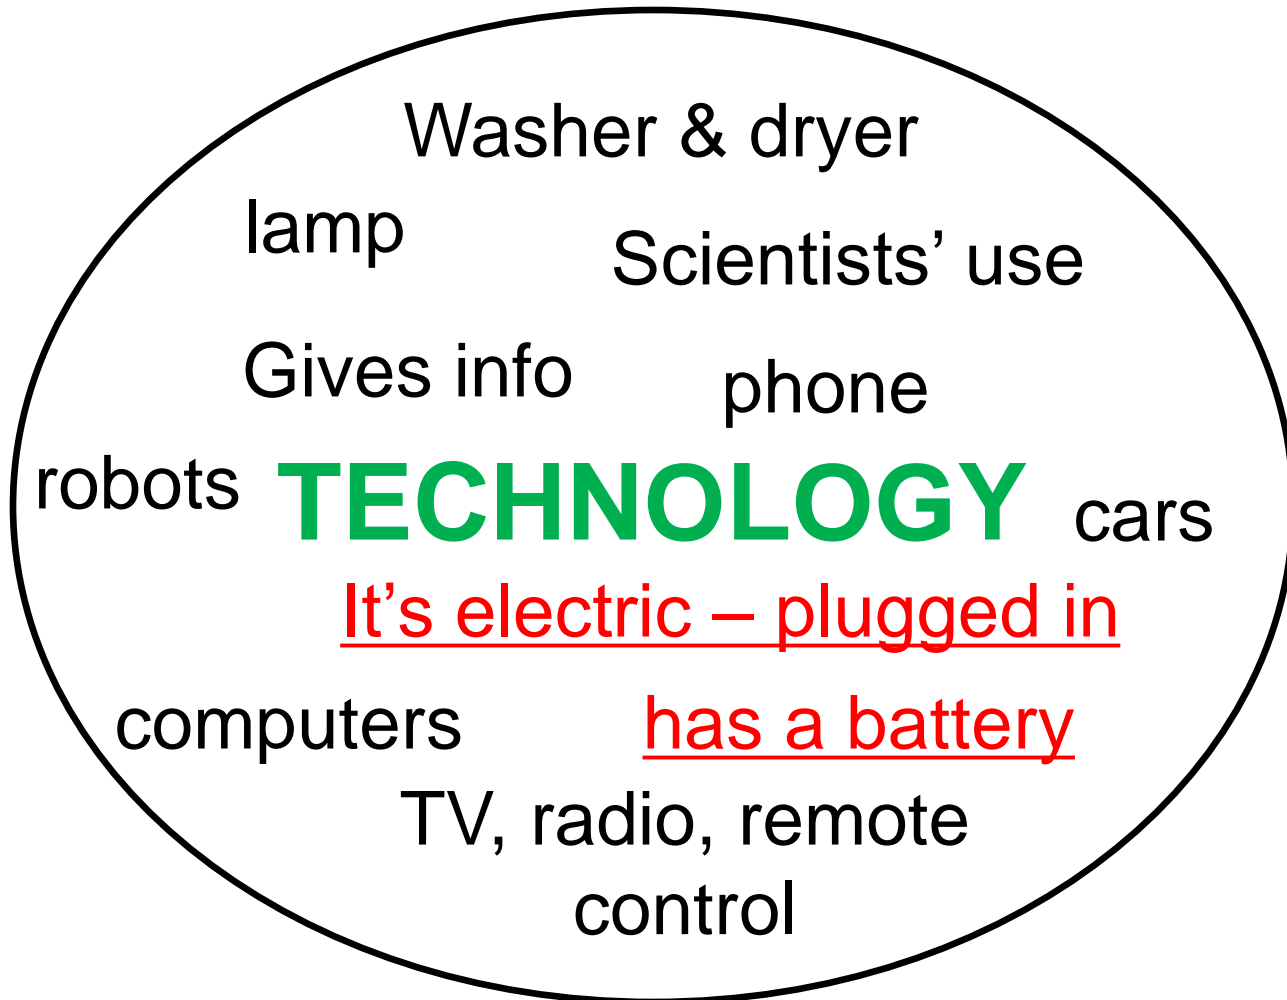 Washer & dryer
lamp
Scientists’ use
Gives info
phone
robots
TECHNOLOGY
cars
It’s electric – plugged in
computers
has a battery
TV, radio, remote
control